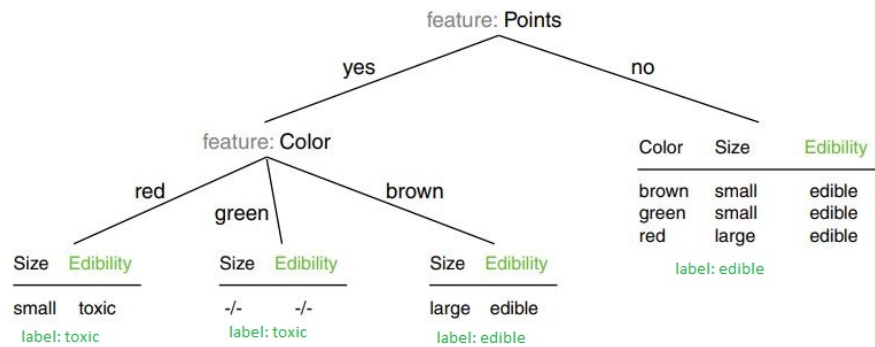 feature: Points
yes
no
feature: Color
red
green
brown
Color Size Edibility
brown small edible
green small edible
red large edible
label: edible
Size Edibility
small toxic
label: toxic
Size Edibility
-/- -/-
label: toxic
Size Edibility
large edible
label: edible